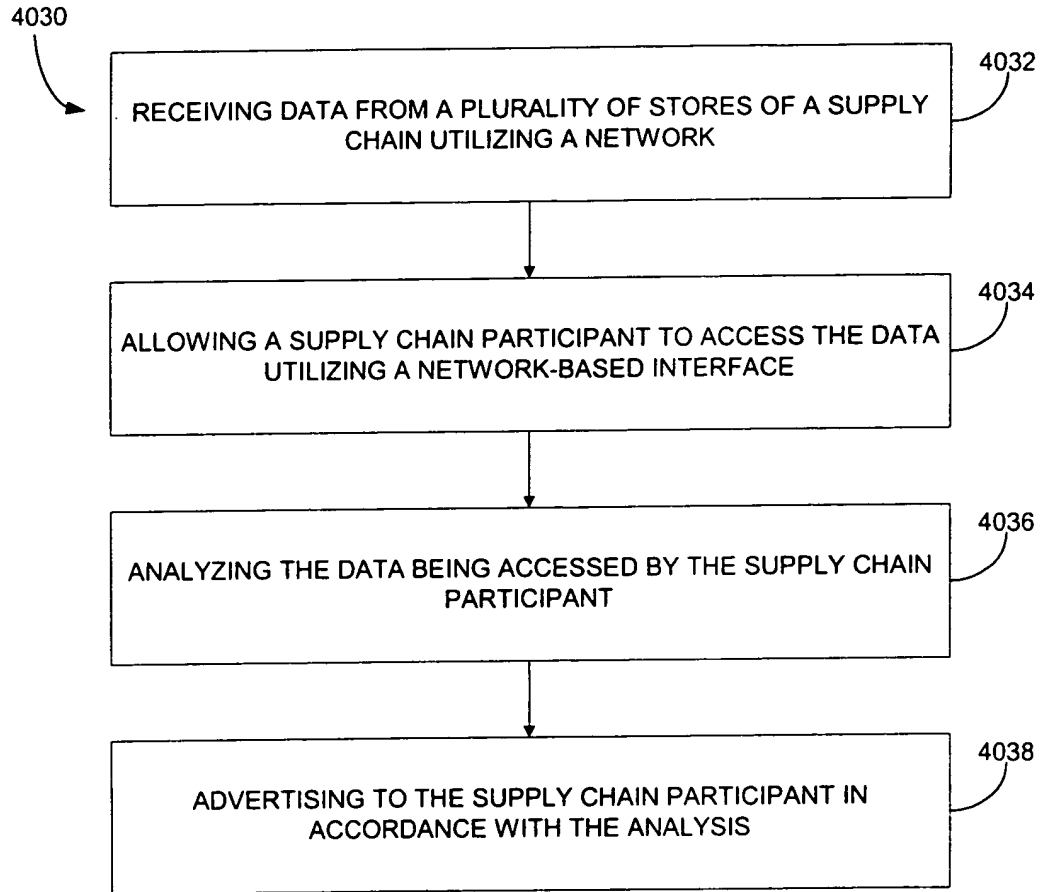 4030
4032
RECEIVING DATA FROM A PLURALITY OF STORES OF A SUPPLY
CHAIN UTILIZING A NETWORK
4034
ALLOWING A SUPPLY CHAIN PARTICIPANT TO ACCESS THE DATA
UTILIZING A NETWORK-BASED INTERFACE
4036
ANALYZING THE DATA BEING ACCESSED BY THE SUPPLY CHAIN
PARTICIPANT
4038
ADVERTISING TO THE SUPPLY CHAIN PARTICIPANT IN
ACCORDANCE WITH THE ANALYSIS